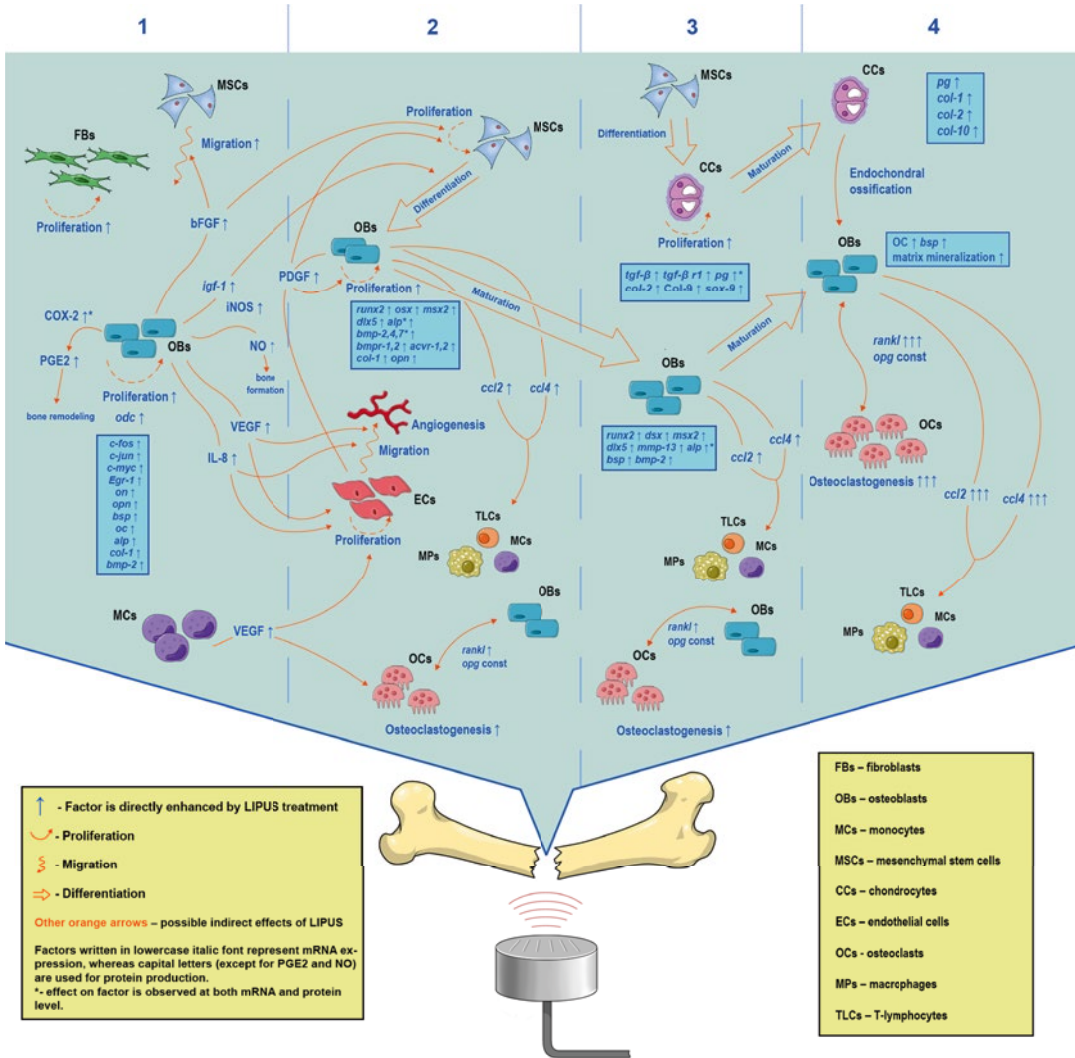 1
2
3
4
MSCs
FBs
Migration ↑
Proliferation ↑
bFGF ↑
igf-1 ↑
iNOS ↑
COX-2 ↑*
OBs
NO ↑
PGE2 ↑
bone
formation
bone remodeling
Proliferation ↑
odc ↑
VEGF ↑
IL-8 ↑
c-fos ↑
c-jun ↑
c-myc ↑
Egr-1 ↑
on ↑
opn ↑
bsp ↑
oc ↑
alp ↑
col-1 ↑
bmp-2 ↑
MCs
VEGF ↑
Proliferation
MSCs
Differentiation
OBs
PDGF ↑
Proliferation ↑
runx2 ↑ osx ↑ msx2 ↑
dlx5 ↑ alp* ↑
bmp-2,4,7* ↑
bmpr-1,2 ↑ acvr-1,2 ↑
col-1 ↑ opn ↑
Maturation
ccl2 ↑
ccl4 ↑
Angiogenesis
Migration
ECs
Proliferation
TLCs
MPs
MCs
OBs
rankl ↑
opg const
OCs
Osteoclastogenesis ↑
MSCs
Differentiation
CCs
Maturation
Proliferation ↑
tgf-β ↑ tgf-β r1 ↑ pg ↑*
col-2 ↑ Col-9 ↑ sox-9 ↑
OBs
Maturation
runx2 ↑ dsx ↑ msx2 ↑
dlx5 ↑ mmp-13 ↑ alp ↑*
bsp ↑ bmp-2 ↑
ccl2 ↑
ccl4 ↑
TLCs
MPs
MCs
OBs
rankl ↑
opg const
OCs
Osteoclastogenesis ↑
CCs
pg ↑
col-1 ↑
col-2 ↑
col-10 ↑
Endochondral
ossification
OBs
OC ↑ bsp ↑
matrix mineralization ↑
rankl ↑↑↑
opg const
OCs
Osteoclastogenesis ↑↑↑
ccl2 ↑↑↑
ccl4 ↑↑↑
TLCs
MPs
MCs
↑ - Factor is directly enhanced by LIPUS treatment
- Proliferation
- Migration
- Differentiation
Other orange arrows – possible indirect effects of LIPUS
Factors written in lowercase italic font represent mRNA ex-
pression, whereas capital letters (except for PGE2 and NO)
are used for protein production.
*- effect on factor is observed at both mRNA and protein
level.
FBs – fibroblasts
OBs – osteoblasts
MCs – monocytes
MSCs – mesenchymal stem cells
CCs – chondrocytes
ECs – endothelial cells
OCs - osteoclasts
MPs – macrophages
TLCs – T-lymphocytes